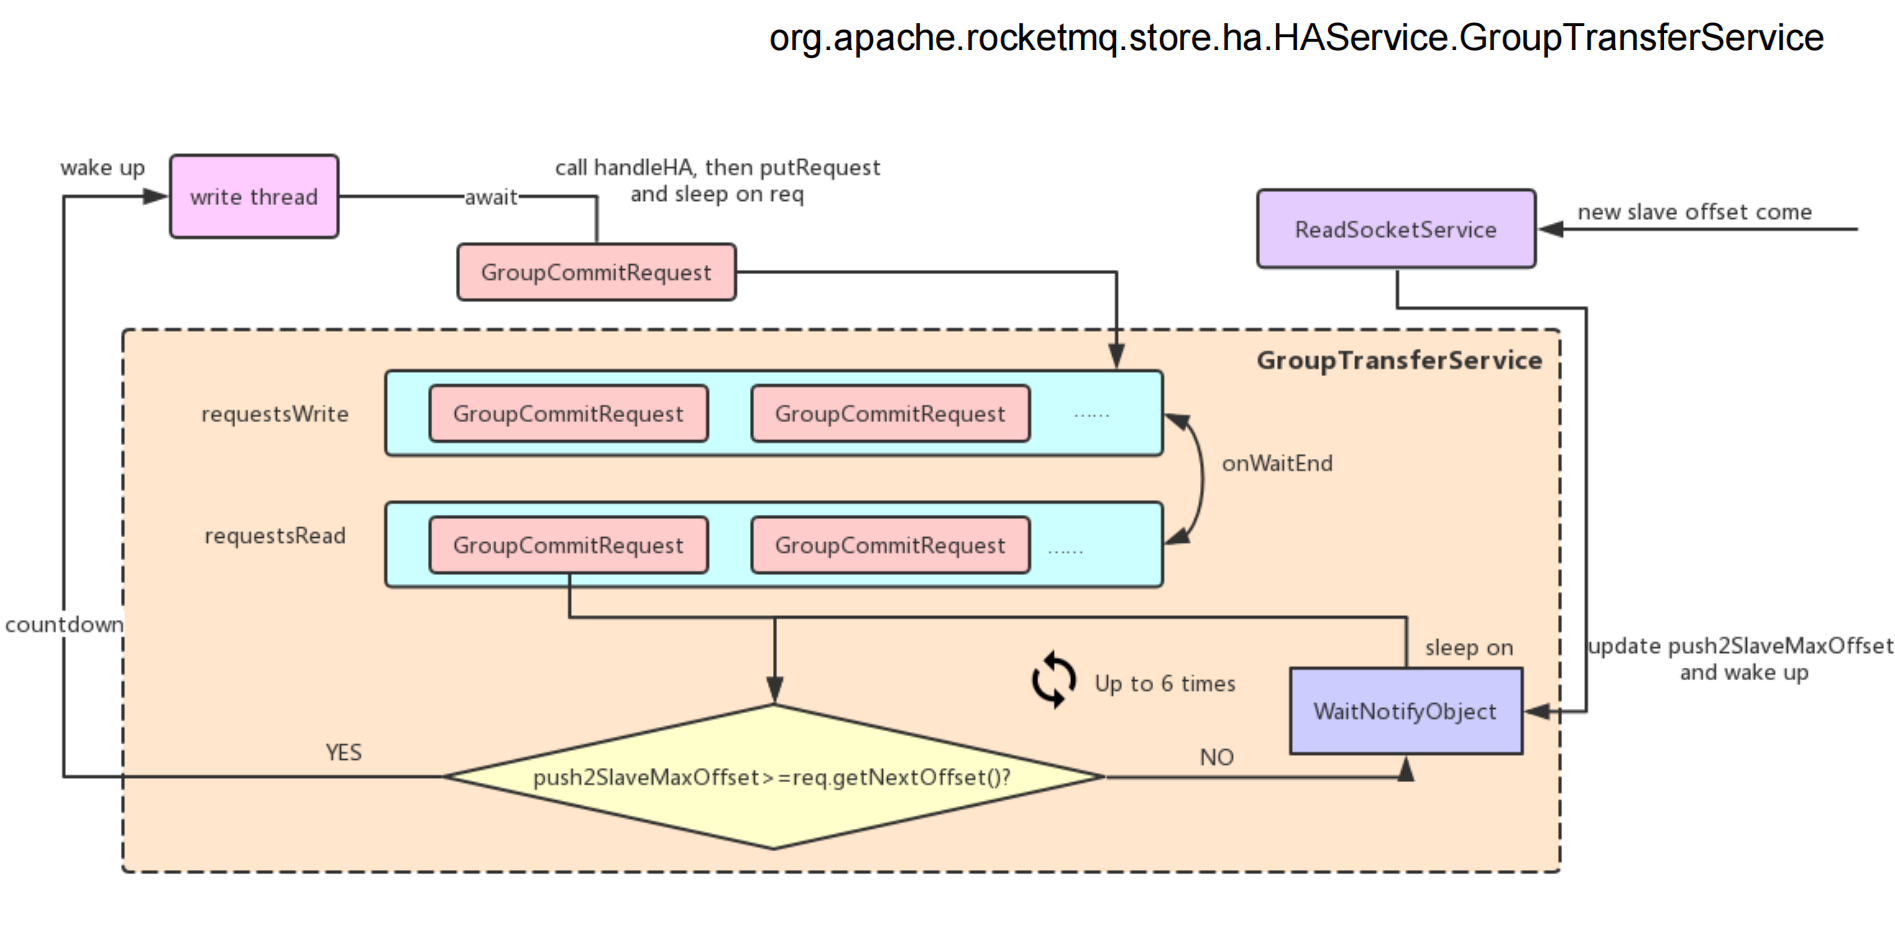 org.apache.rocketmq.store.ha.HAService.GroupTransferService
wake up
write thread
await
call handleHA, then putRequest
and sleep on req
GroupCommitRequest
ReadSocketService
new slave offset come
GroupTransferService
requestsWrite
GroupCommitRequest
GroupCommitRequest
......
onWaitEnd
requestsRead
GroupCommitRequest
GroupCommitRequest
......
countdown
sleep on
update push2SlaveMaxOffset
and wake up
Up to 6 times
WaitNotifyObject
YES
push2SlaveMaxOffset>=req.getNextOffset()?
NO